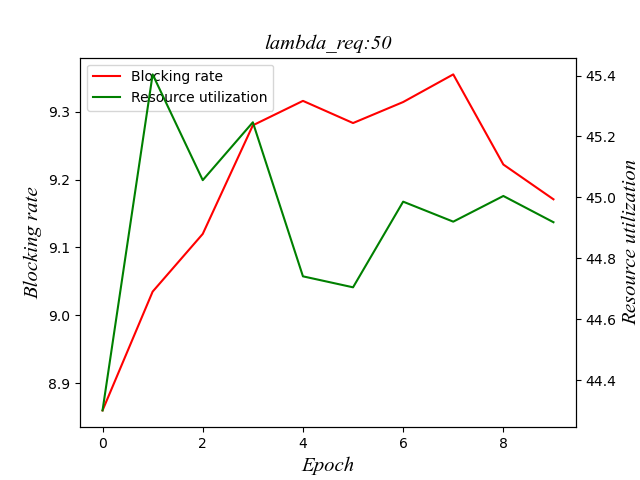 lambda_req:50
Blocking rate
Resource utilization
9.3
9.2
9.1
9.0
8.9
Blocking rate
45.4
45.2
45.0
44.8
44.6
44.4
Resource utilization
0 2 4 6 8
Epoch